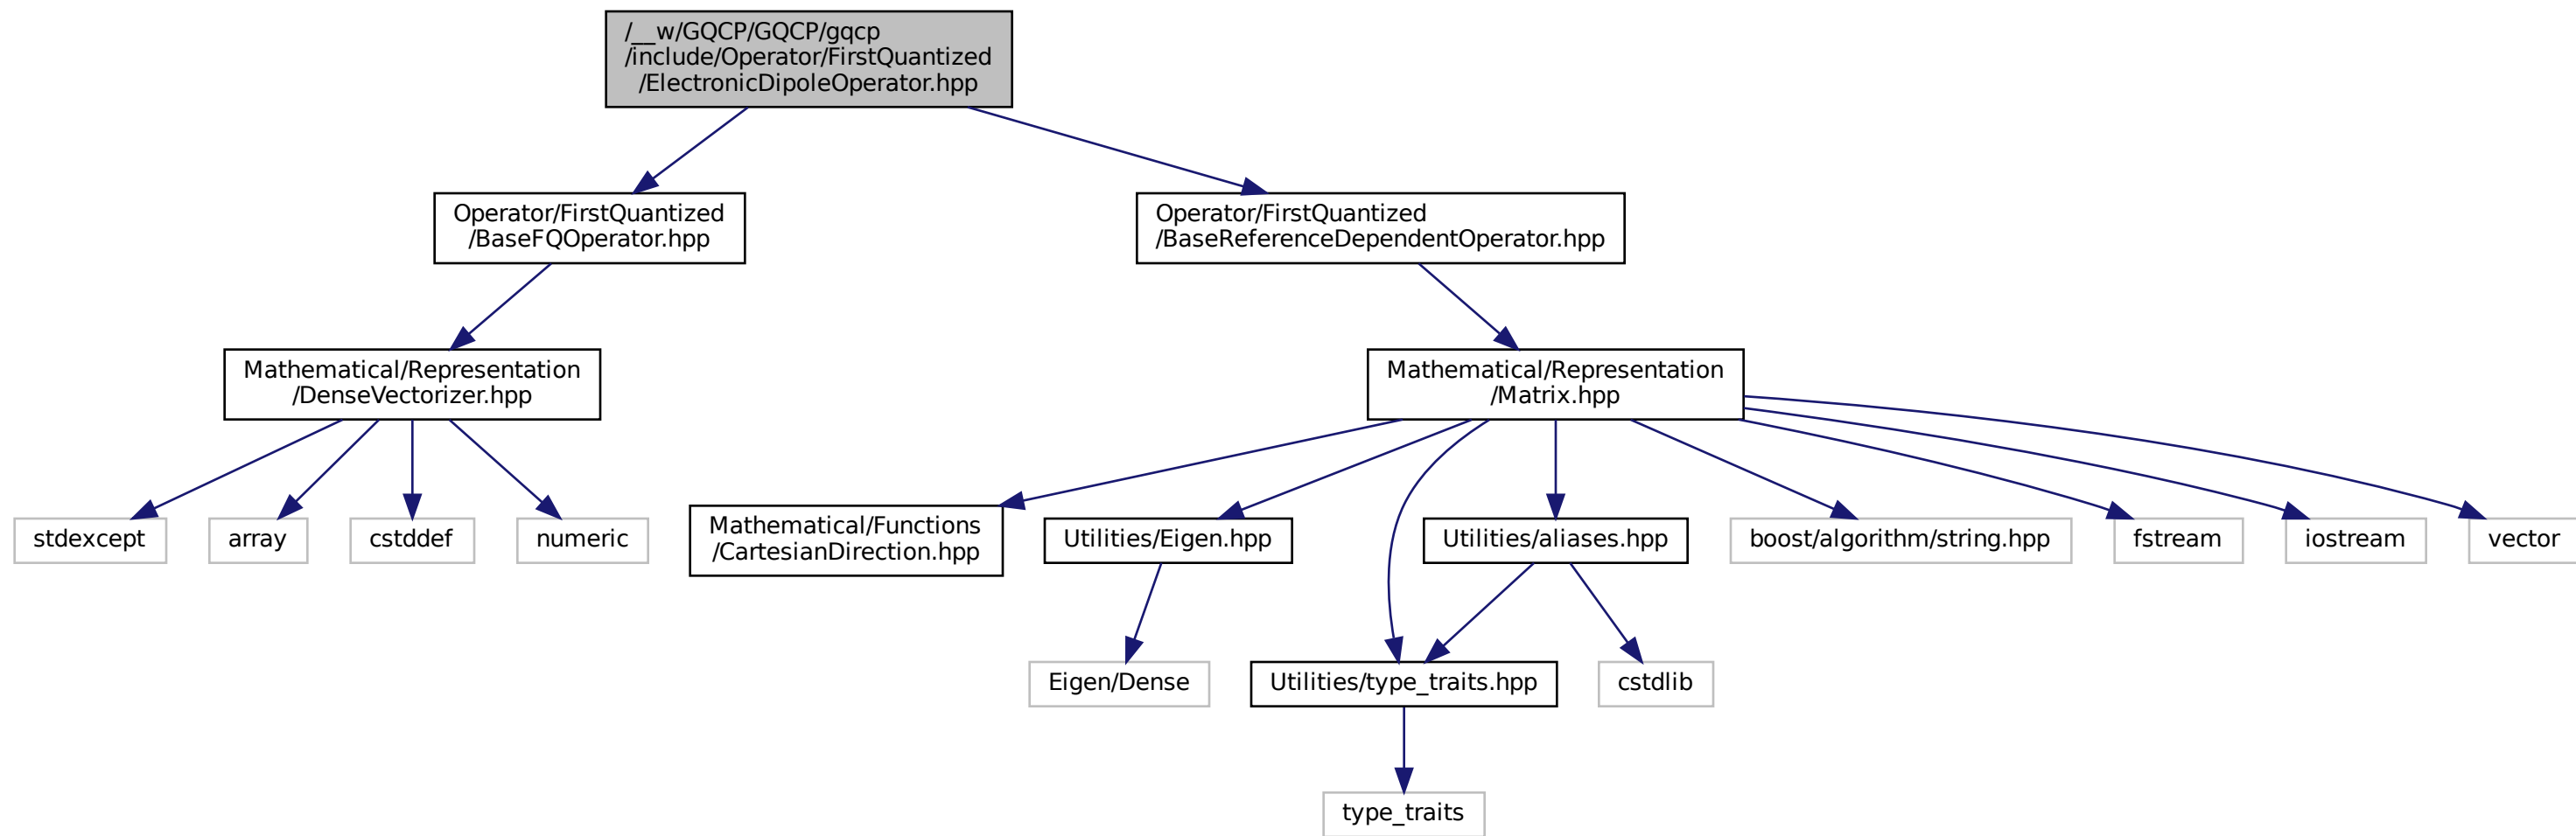 /__w/GQCP/GQCP/gqcp
/include/Operator/FirstQuantized
/ElectronicDipoleOperator.hpp
Operator/FirstQuantized
/BaseFQOperator.hpp
Operator/FirstQuantized
/BaseReferenceDependentOperator.hpp
Mathematical/Representation
/DenseVectorizer.hpp
Mathematical/Representation
/Matrix.hpp
stdexcept
array
cstddef
numeric
Mathematical/Functions
/CartesianDirection.hpp
Utilities/Eigen.hpp
Utilities/aliases.hpp
boost/algorithm/string.hpp
fstream
iostream
vector
Eigen/Dense
Utilities/type_traits.hpp
cstdlib
type_traits